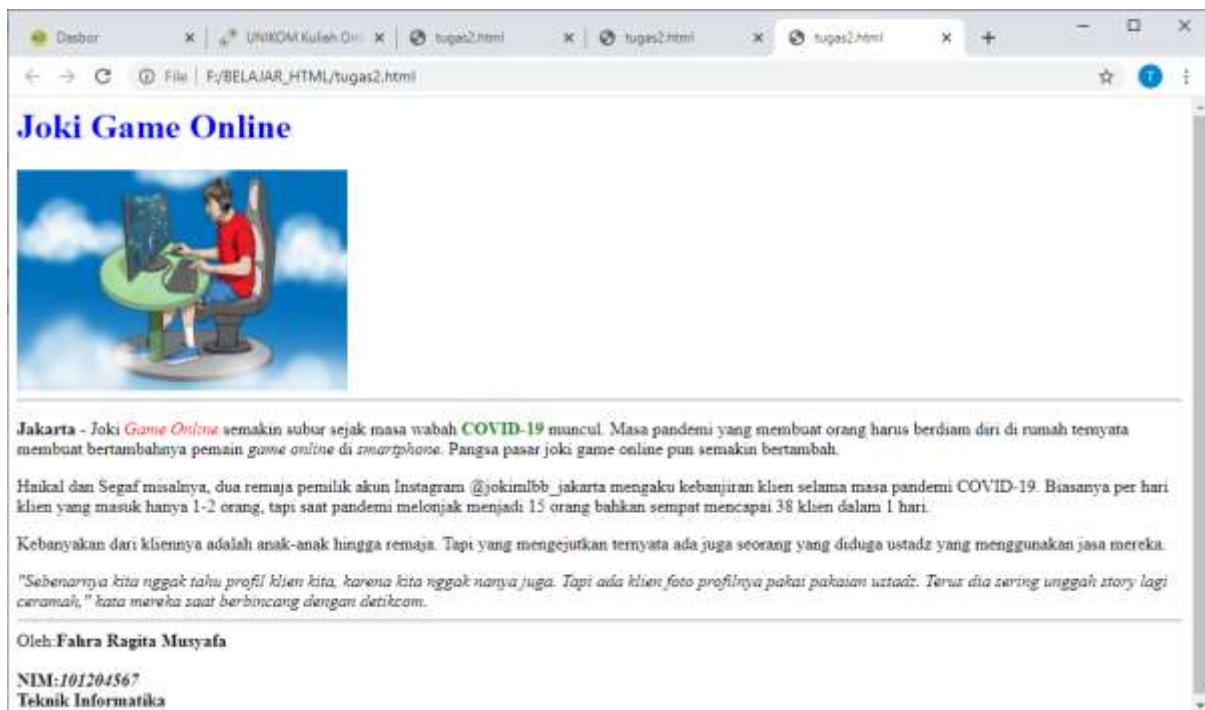 Dasbor
UNIKOM Kuliah Onl
tugas2.html
tugas2.html
tugas2.html
File | F:/BELAJAR_HTML/tugas2.html
T
Joki Game Online
Jakarta - Joki Game Online semakin subur sejak masa wabah COVID-19 muncul. Masa pandemi yang membuat orang harus berdiam diri di rumah ternyata
membuat bertambahnya pemain game online di smartphone. Pangsa pasar joki game online pun semakin bertambah.
Haikal dan Segaf misalnya, dua remaja pemilik akun Instagram @jokimlbb_jakarta mengaku kebanjiran klien selama masa pandemi COVID-19. Biasanya per hari
klien yang masuk hanya 1-2 orang, tapi saat pandemi melonjak menjadi 15 orang bahkan sempat mencapai 38 klien dalam 1 hari.
Kebanyakan dari kliennya adalah anak-anak hingga remaja. Tapi yang mengejutkan ternyata ada juga seorang yang diduga ustadz yang menggunakan jasa mereka.
"Sebenarnya kita nggak tahu profil klien kita, karena kita nggak nanya juga. Tapi ada klien foto profilnya pakai pakaian ustadz. Terus dia sering unggah story lagi
ceramah," kata mereka saat berbincang dengan detikcom.
Oleh:Fahra Ragita Musyafa
NIM:101204567
Teknik Informatika